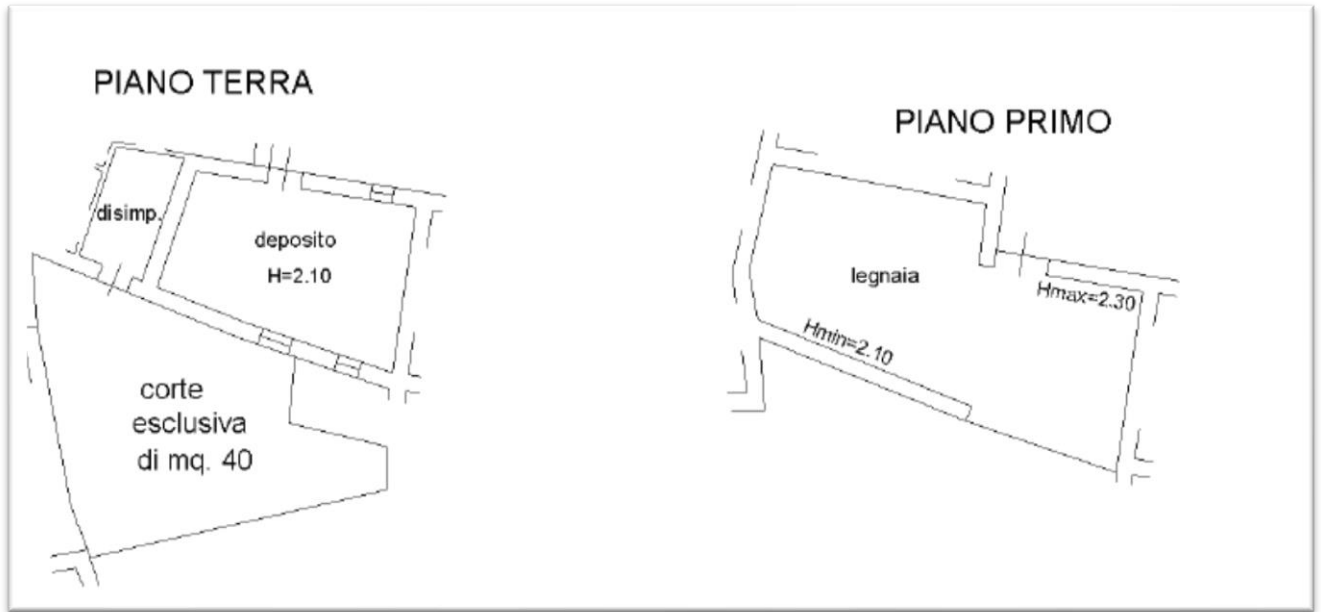 PIANO TERRA
disimp.
deposito
H=2.10
corte
esclusiva
di mq. 40
PIANO PRIMO
legnaia
Hmax=2.30
Hmin=2.10